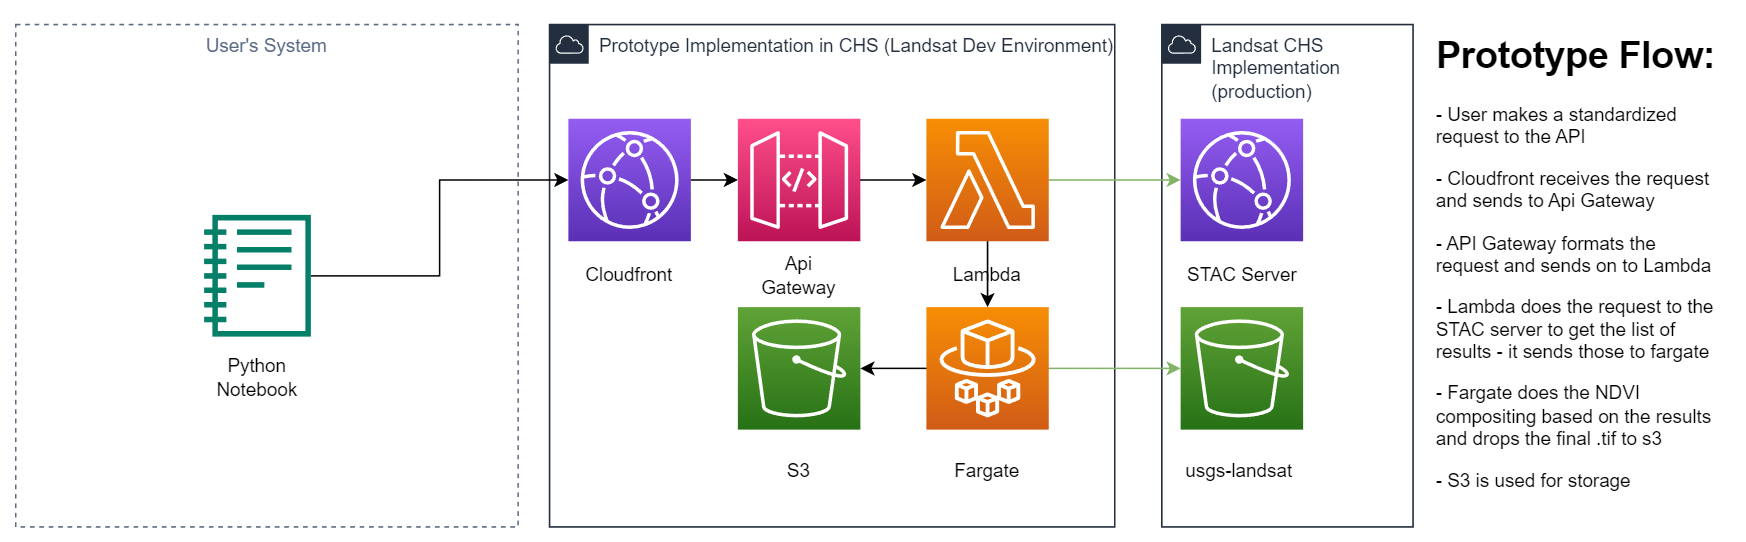 User's System
Prototype Implementation in CHS (Landsat Dev Environment)
Landsat CHS
Implementation
(production)
Cloudfront
Api
Gateway
Lambda
STAC Server
Python
Notebook
S3
Fargate
usgs-landsat
Prototype Flow:
- User makes a standardized
request to the API
- Cloudfront receives the request
and sends to Api Gateway
- API Gateway formats the
request and sends on to Lambda
- Lambda does the request to the
STAC server to get the list of
results - it sends those to fargate
- Fargate does the NDVI
compositing based on the results
and drops the final .tif to s3
- S3 is used for storage